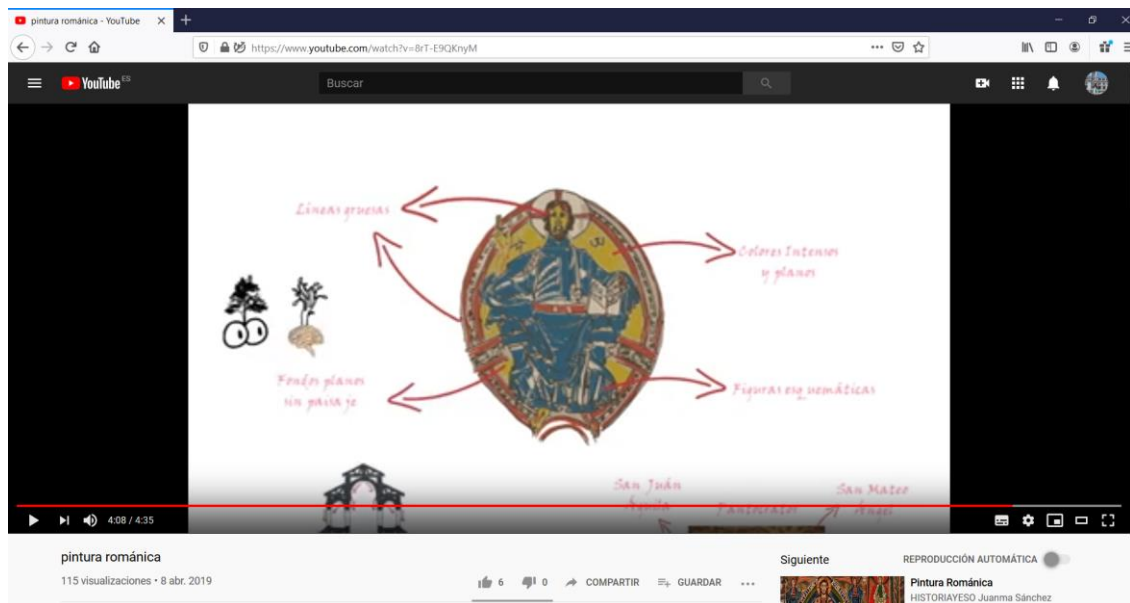 pintura románica - YouTube
https://www.youtube.com/watch?v=8rT-E9QKnyM
YouTube ES
Buscar
Líneas gruesas
Colores Intensos
y planos
Fondos planos
sin paisaje
Figuras esquemáticas
San Juán
Águila
Pantocrátor
San Mateo
Ángel
4:08 / 4:35
pintura románica
115 visualizaciones • 8 abr. 2019
6
0
COMPARTIR
GUARDAR
Siguiente
REPRODUCCIÓN AUTOMÁTICA
Pintura Románica
HISTORIAYESO Juanma Sánchez